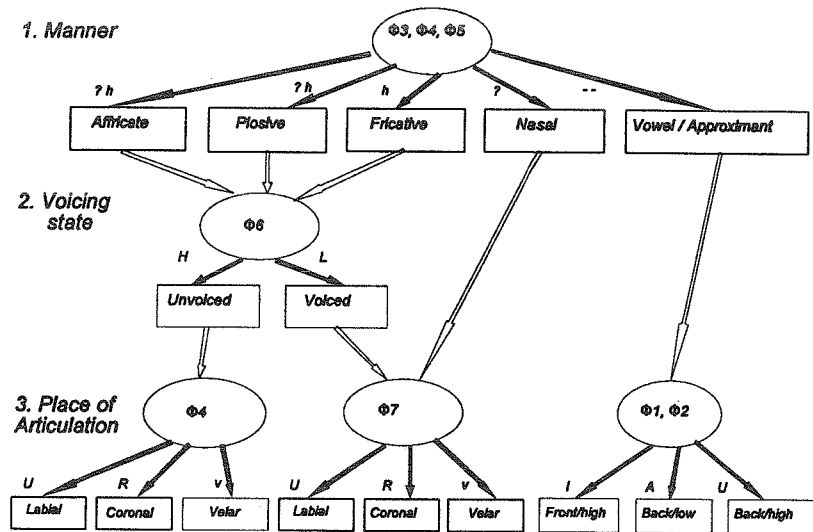 1. Manner
Φ3, Φ4, Φ5
? h ? h h ? - -
Affricate Plosive Fricative Nasal Vowel / Approximant
2. Voicing
state
Φ6
H L
Unvoiced Voiced
3. Place of
Articulation
Φ4 Φ7 Φ1, Φ2
U R v U R v I A U
Labial Coronal Velar Labial Coronal Velar Front/high Back/low Back/high